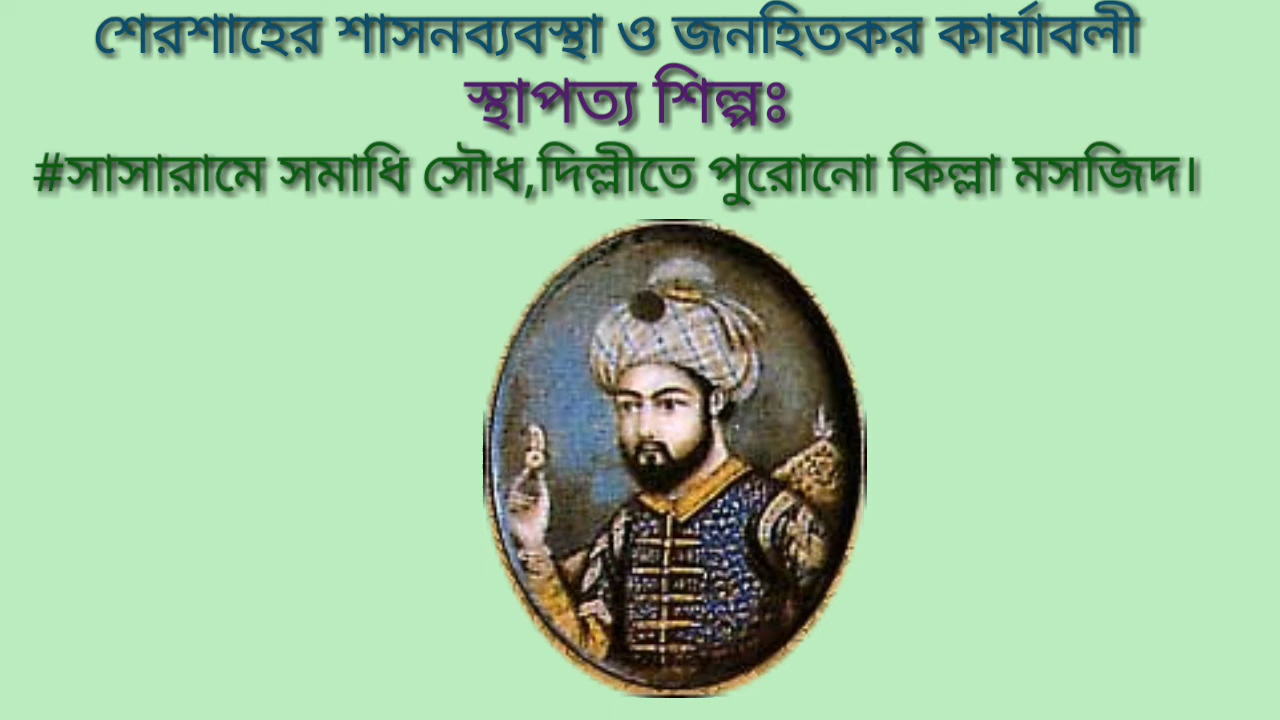 শেরশাহের শাসনব্যবস্থা ও জনহিতকর কার্যাবলী
স্থাপত্য শিল্পঃ
#সাসারামে সমাধি সৌধ,দিল্লীতে পুরোনো কিল্লা মসজিদ।